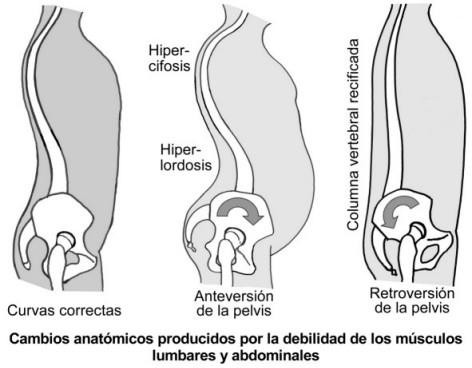 Hiper-
cifosis
Hiper-
lordosis
Columna vertebral recificada
Curvas correctas
Anteversión
de la pelvis
Retroversión
de la pelvis
Cambios anatómicos producidos por la debilidad de los músculos
lumbares y abdominales